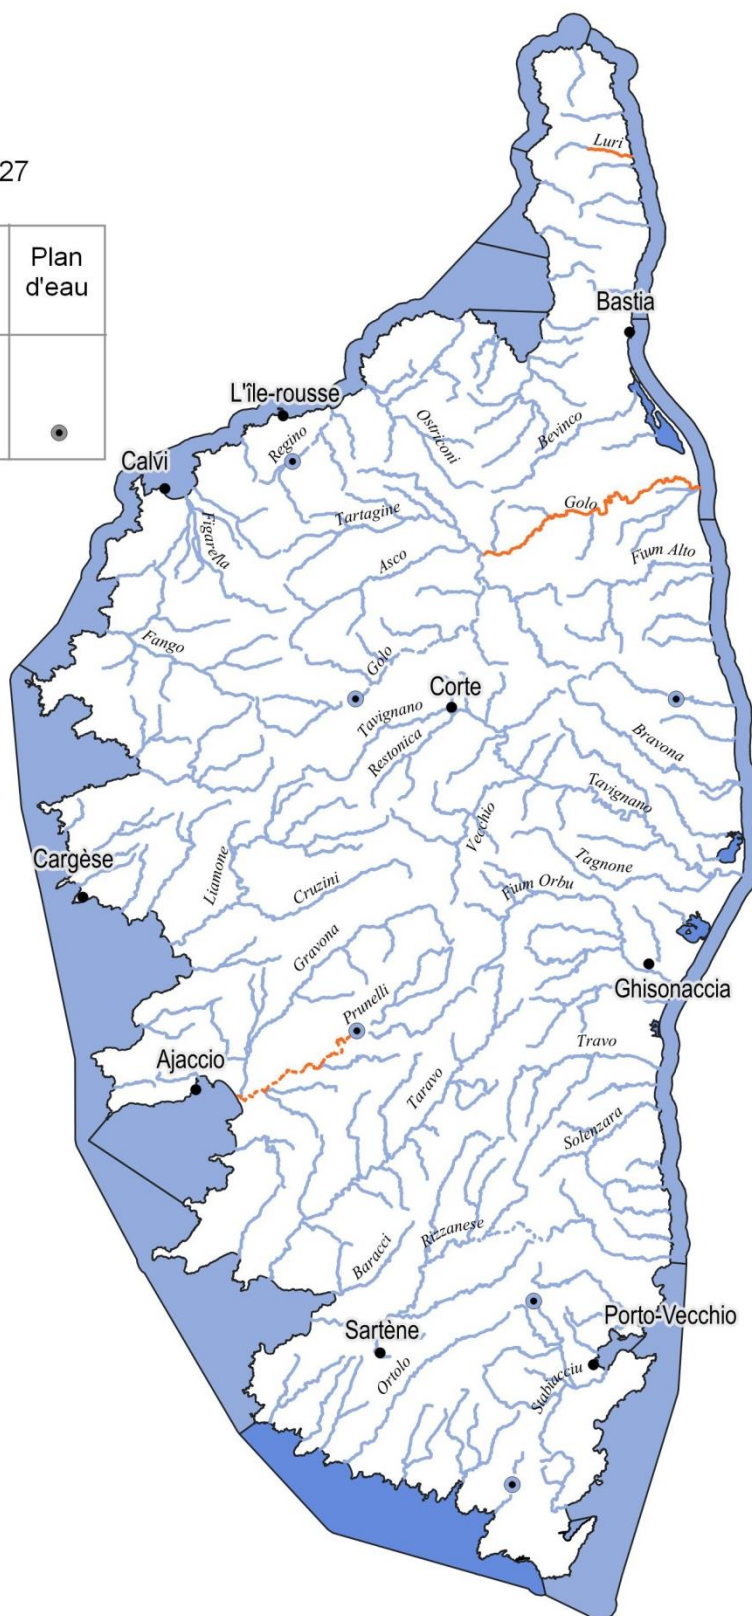 27
Plan
d'eau
Luri
Bastia
L'île-rousse
Regino
Ostriconi
Bevinco
Calvi
Figarella
Tartagine
Golo
Asco
Fium Alto
Fango
Golo
Corte
Tavignano
Restonica
Bravona
Tavignano
Vecchio
Cargèse
Liamone
Cruzini
Tagnone
Fium Orbu
Gravona
Ghisonaccia
Prunelli
Travo
Ajaccio
Taravo
Solenzara
Rizzanese
Baracci
Porto-Vecchio
Sartène
Ortolo
Stabiacciu